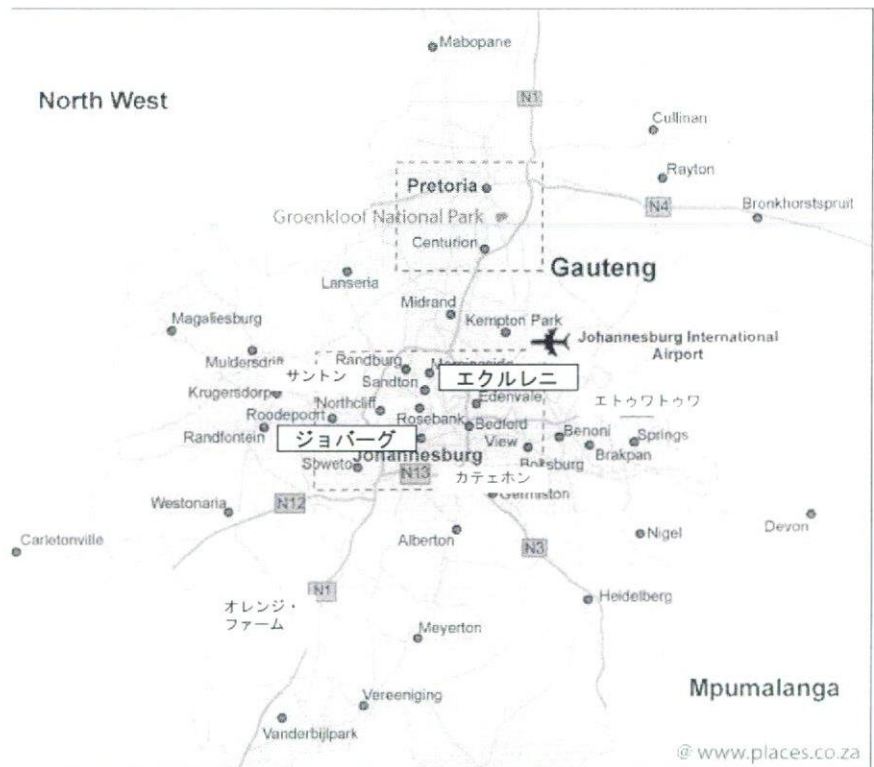 Mabopane
North West
N1
Cullinan
Rayton
Pretoria
N4
Bronkhorstspruit
Groenkloof National Park
Centurion
Gauteng
Lanseria
Midrand
Magaliesburg
Kempton Park
Johannesburg International
Airport
Randburg
サントン
Sandton
エクルレニ
Edenvale
エトゥワトゥワ
Northcliff
Roodepoort
Rosebank
Bedford
View
Randfontein
ジョバーグ
Benoni
Springs
Brakpan
Johannesburg
Soweto
N13
カテェホン
Westonaria
N12
Devon
Carletonville
Alberton
N3
Nigel
N1
Heidelberg
オレンジ・
ファーム
Meyerton
Vereeniging
Mpumalanga
Vanderbijlpark
@ www.places.co.za